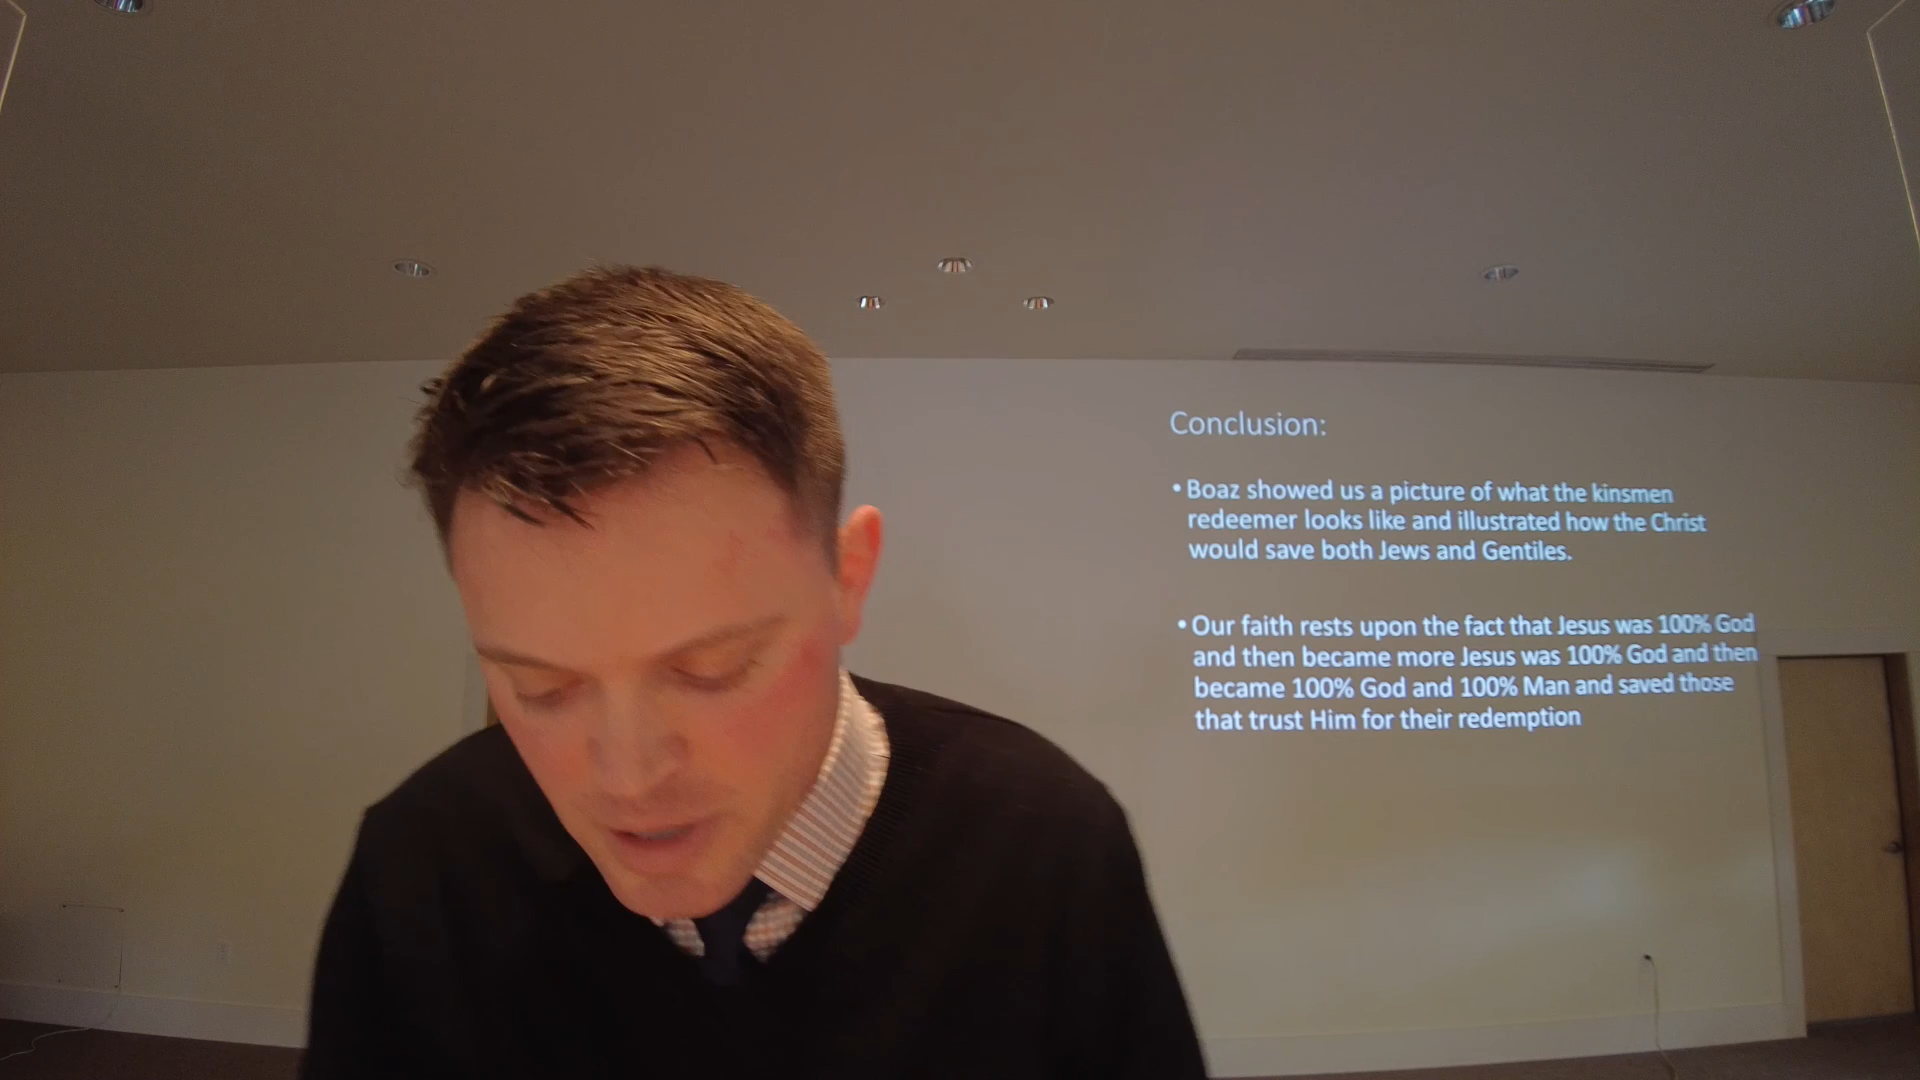 Conclusion:
• Boaz showed us a picture of what the kinsmen
redeemer looks like and illustrated how the Christ
would save both Jews and Gentiles.
• Our faith rests upon the fact that Jesus was 100% God
and then became more Jesus was 100% God and then
became 100% God and 100% Man and saved those
that trust Him for their redemption